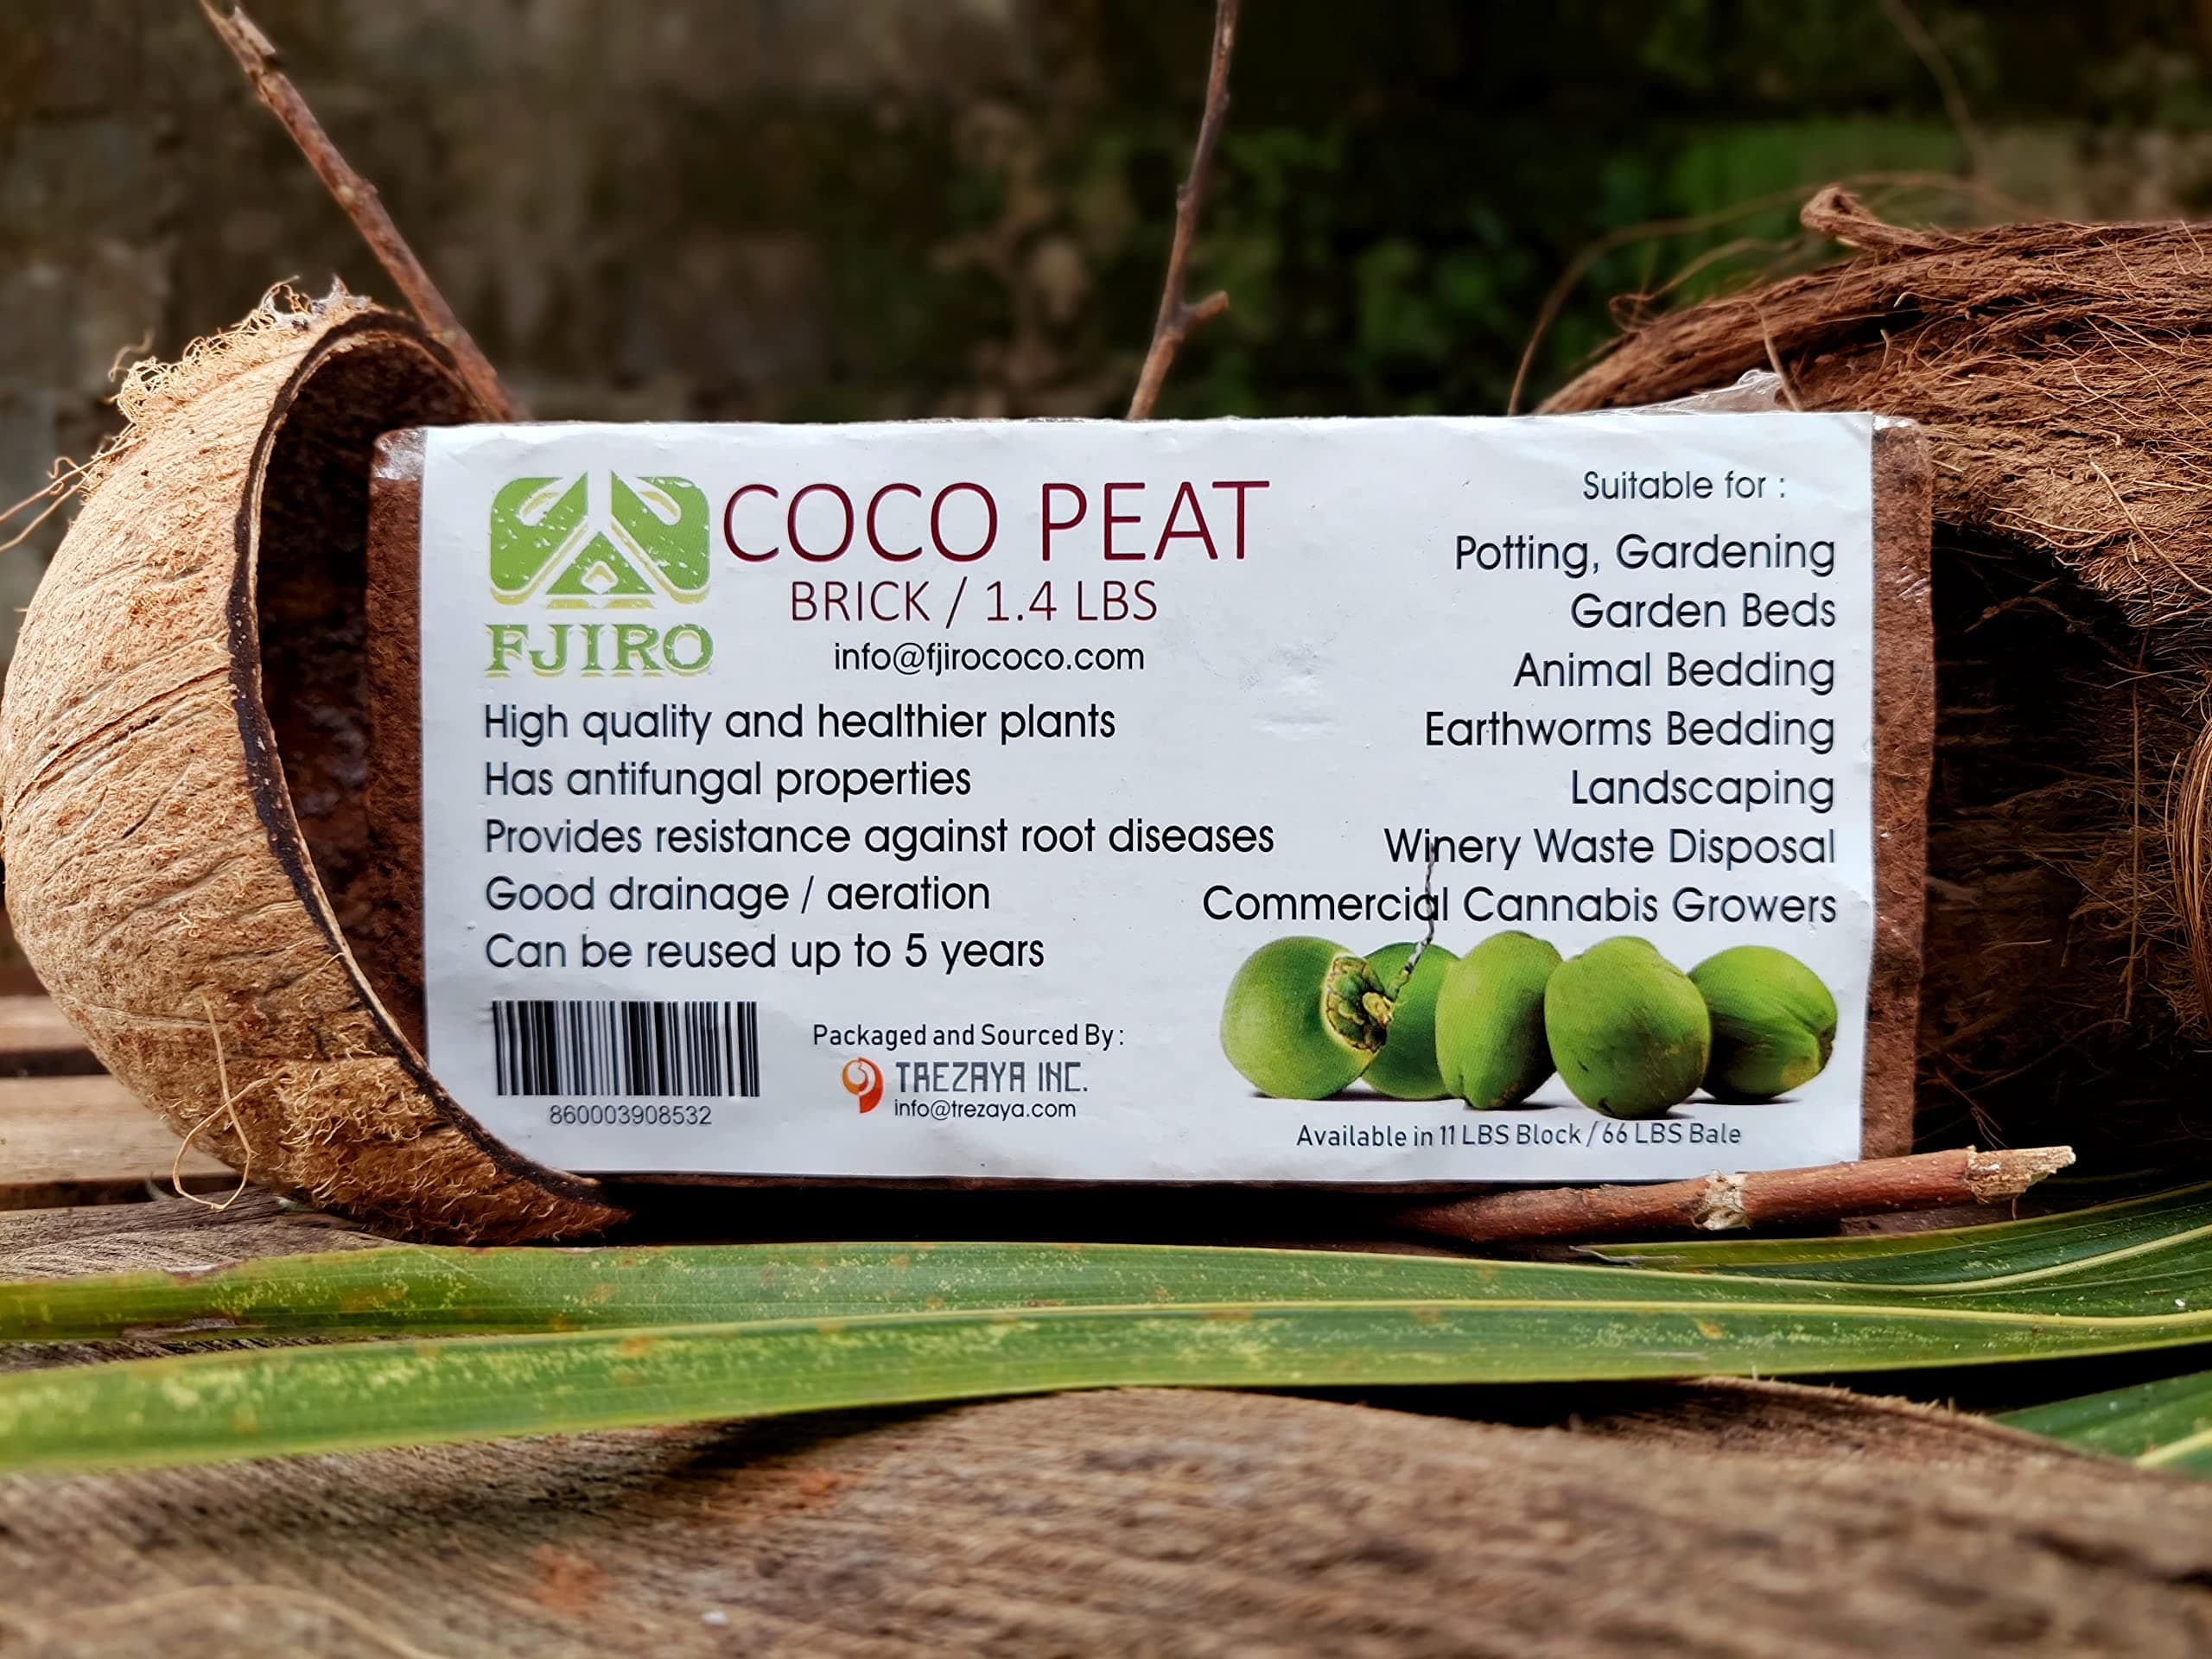 FJIRO
COCO PEAT
BRICK / 1.4 LBS
info@fjirococo.com
High quality and healthier plants
Has antifungal properties
Provides resistance against root diseases
Good drainage / aeration
Can be reused up to 5 years
860003908532
Packaged and Sourced By :
TREZAYA INC.
info@trezaya.com
Suitable for :
Potting, Gardening
Garden Beds
Animal Bedding
Earthworms Bedding
Landscaping
Winery Waste Disposal
Commercial Cannabis Growers
Available in 11 LBS Block / 66 LBS Bale